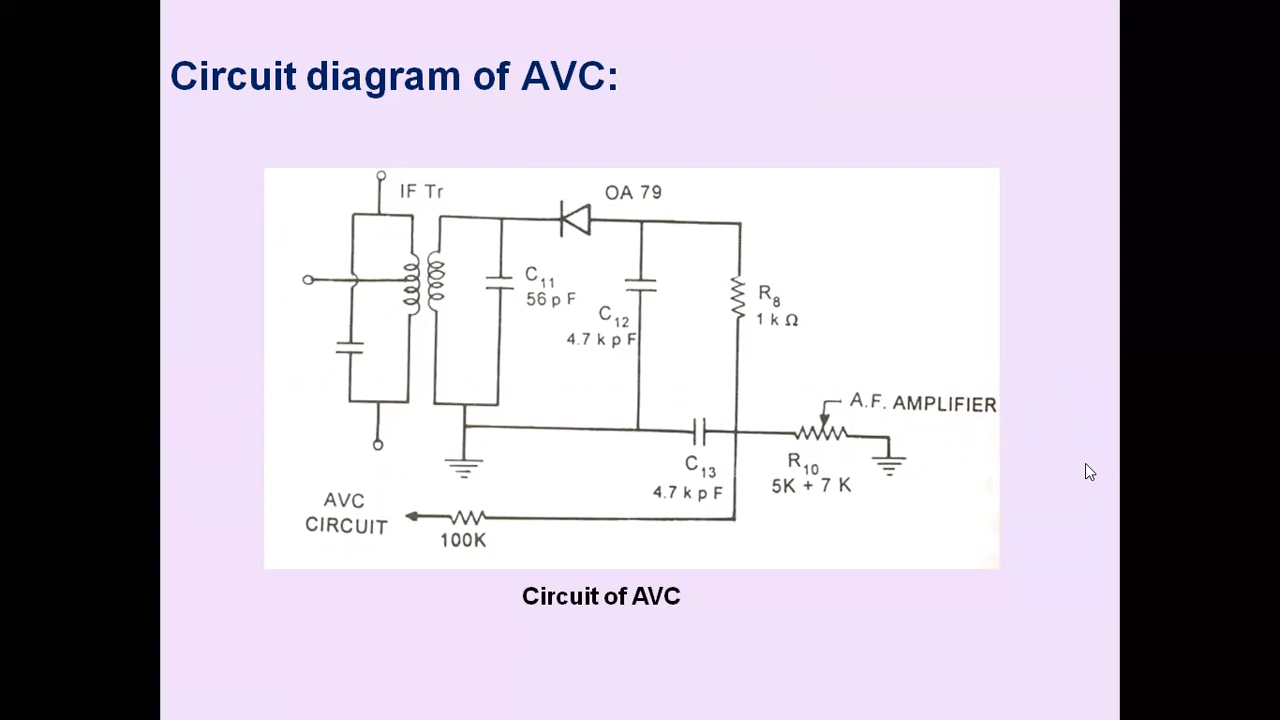 Circuit diagram of AVC:
IF Tr
OA 79
C11
56 p F
C12
4.7 k p F
R8
1 k Ω
A.F. AMPLIFIER
C13
4.7 k p F
R10
5K + 7 K
AVC
CIRCUIT
100K
Circuit of AVC